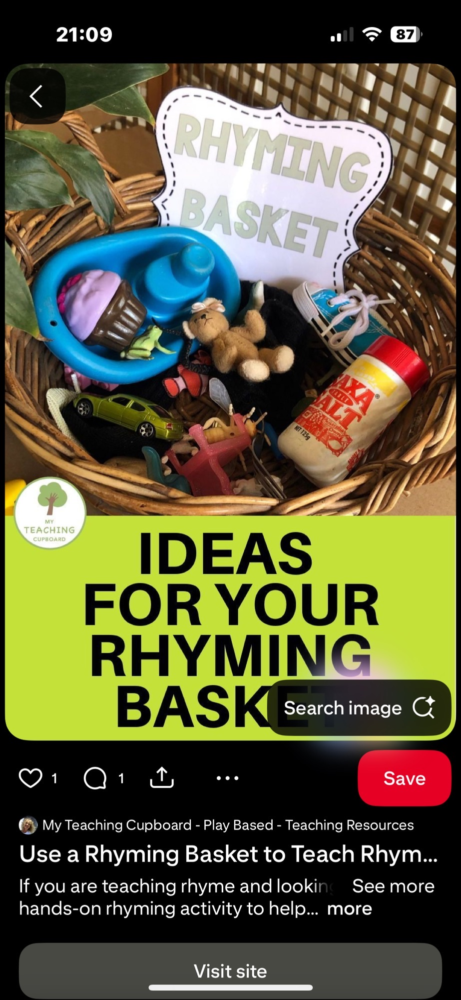 21:09
87
RHYMING
BASKET
SAXA
SALT
NET 125g
MY
TEACHING
CUPBOARD
IDEAS
FOR YOUR
RHYMING
BASKET
Search image
1
1
Save
My Teaching Cupboard - Play Based - Teaching Resources
Use a Rhyming Basket to Teach Rhym...
If you are teaching rhyme and looking See more
hands-on rhyming activity to help... more
Visit site